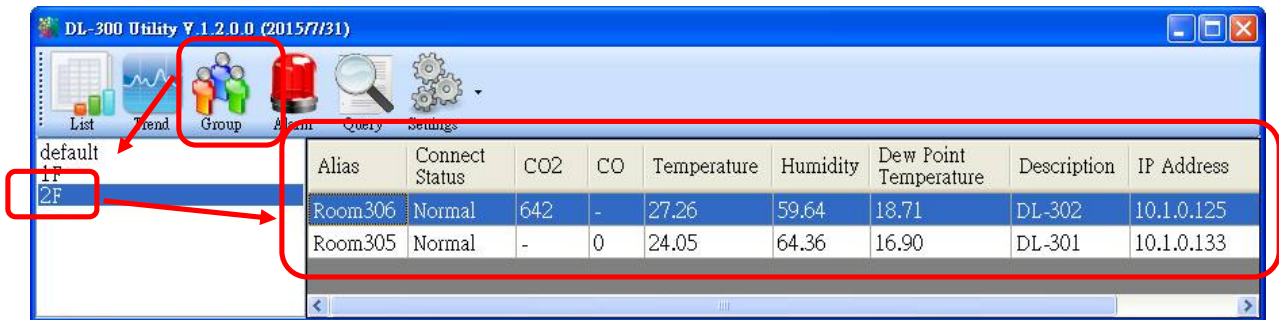 DL-300 Utility V.1.2.0.0 (2015/7/31)
List Trend Group Alarm Query Settings
default
1F
2F
Alias Connect Status CO2 CO Temperature Humidity Dew Point Temperature Description IP Address
Room306 Normal 642 - 27.26 59.64 18.71 DL-302 10.1.0.125
Room305 Normal - 0 24.05 64.36 16.90 DL-301 10.1.0.133